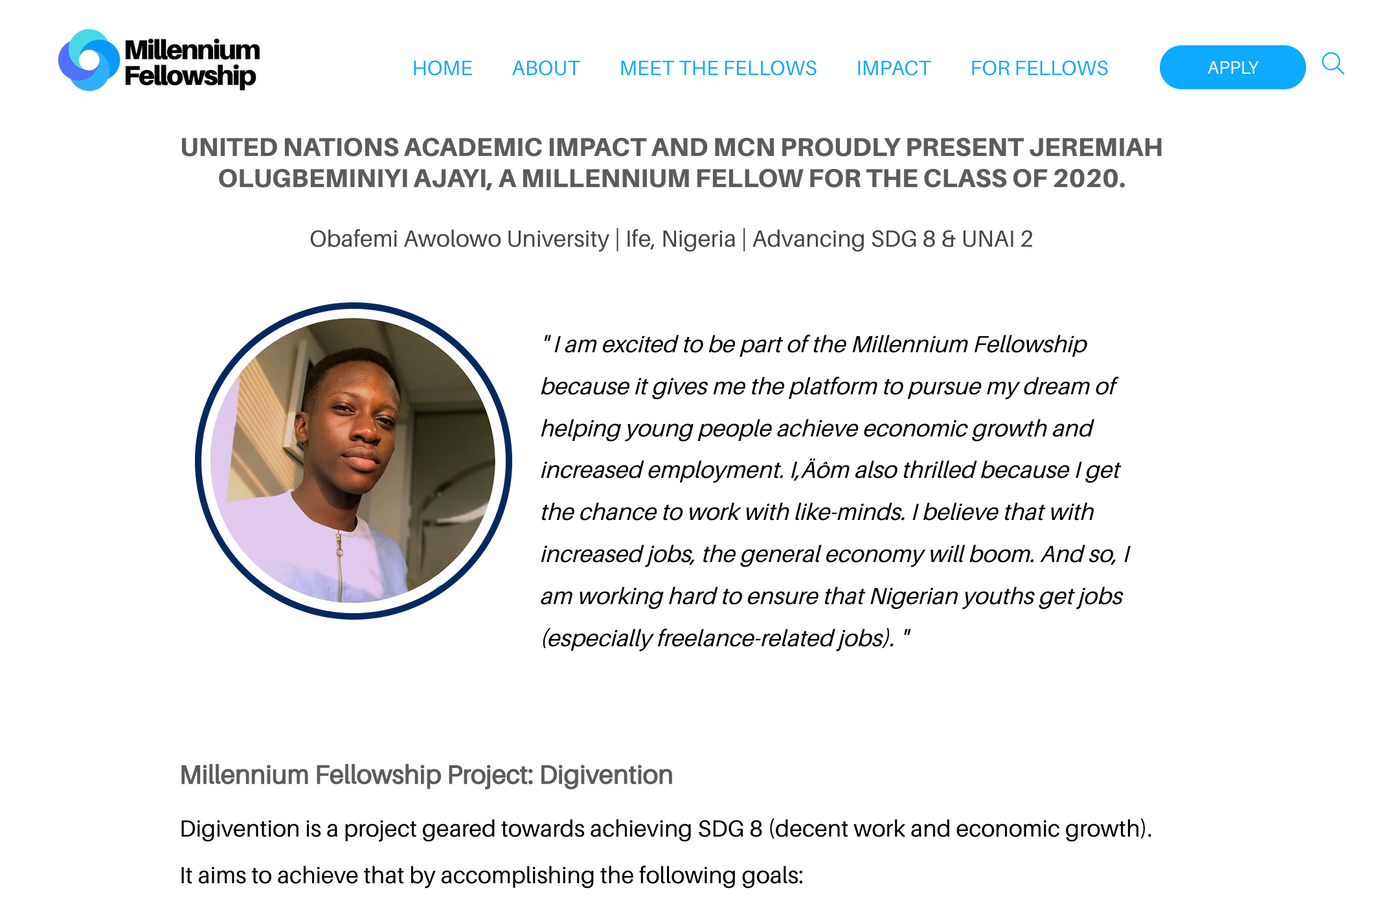 Millennium
Fellowship
HOME ABOUT MEET THE FELLOWS IMPACT FOR FELLOWS APPLY
UNITED NATIONS ACADEMIC IMPACT AND MCN PROUDLY PRESENT JEREMIAH
OLUGBEMINIYI AJAYI, A MILLENNIUM FELLOW FOR THE CLASS OF 2020.
Obafemi Awolowo University | Ife, Nigeria | Advancing SDG 8 & UNAI 2
" I am excited to be part of the Millennium Fellowship
because it gives me the platform to pursue my dream of
helping young people achieve economic growth and
increased employment. I‚Äôm also thrilled because I get
the chance to work with like-minds. I believe that with
increased jobs, the general economy will boom. And so, I
am working hard to ensure that Nigerian youths get jobs
(especially freelance-related jobs). "
Millennium Fellowship Project: Digivention
Digivention is a project geared towards achieving SDG 8 (decent work and economic growth).
It aims to achieve that by accomplishing the following goals: